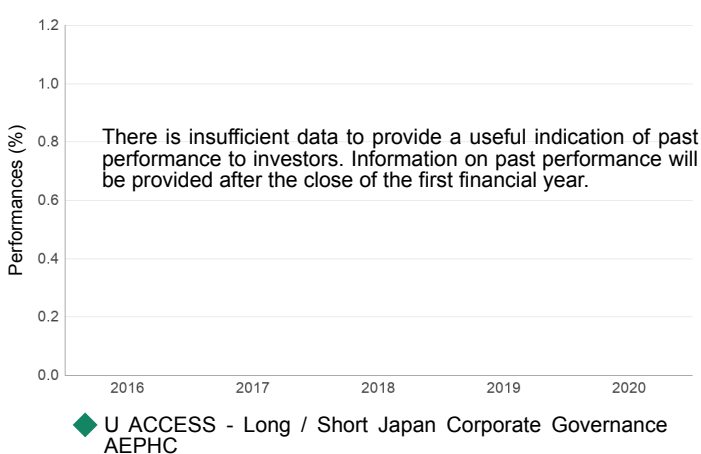 1.2
1.0
0.8
0.6
0.4
0.2
0.0
Performances (%)
There is insufficient data to provide a useful indication of past
performance to investors. Information on past performance will
be provided after the close of the first financial year.
2016 2017 2018 2019 2020
U ACCESS - Long / Short Japan Corporate Governance
AEPHC